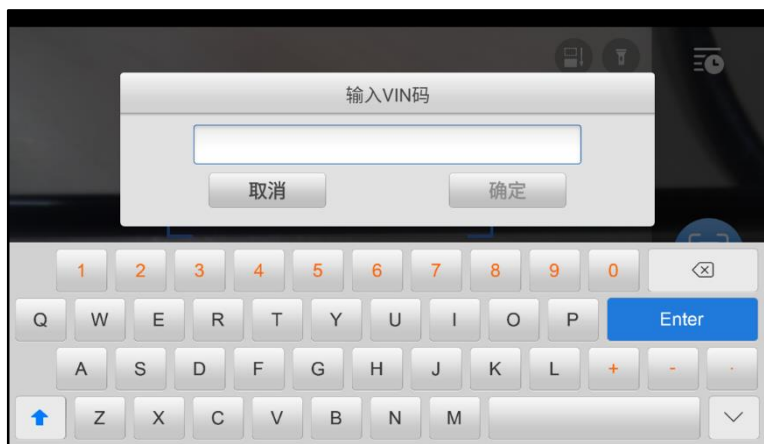 输入VIN码
取消 确定
1 2 3 4 5 6 7 8 9 0
Q W E R T Y U I O P Enter
A S D F G H J K L + - .
Z X C V B N M